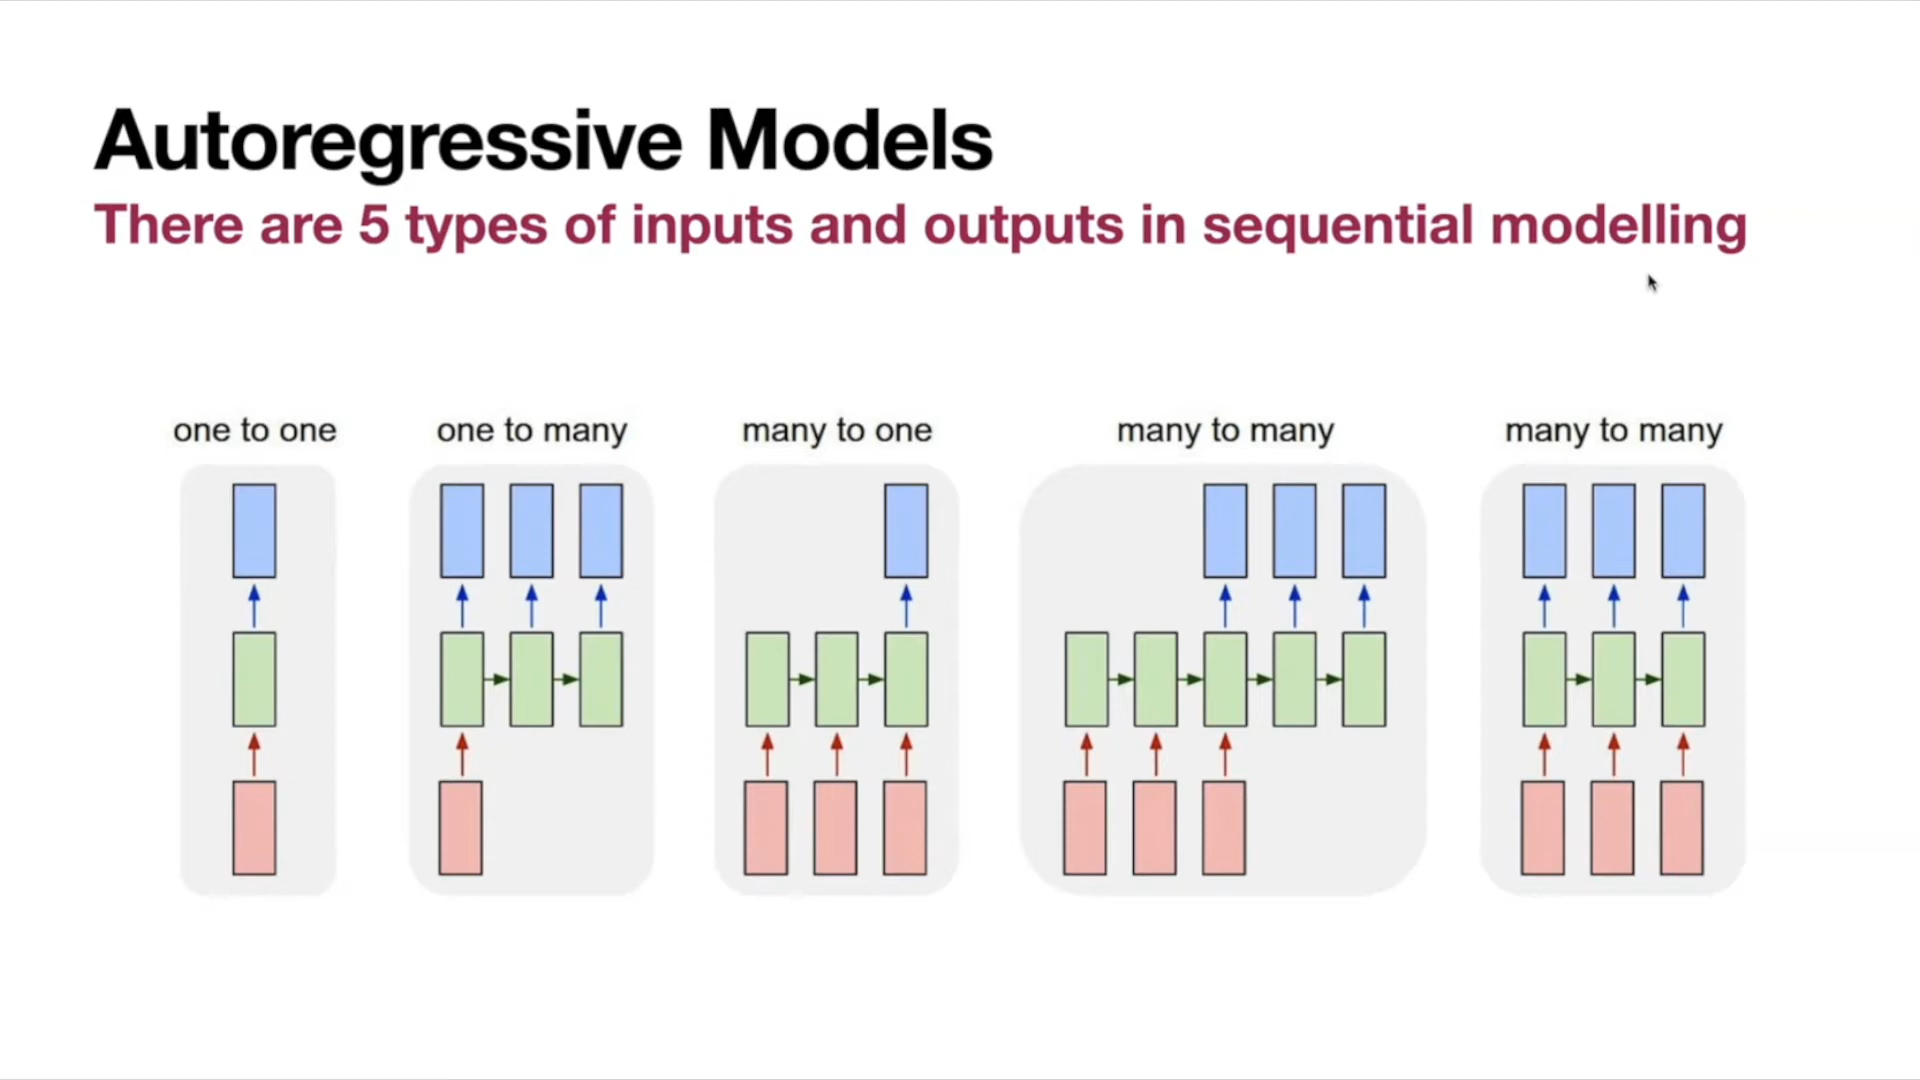 Autoregressive Models
There are 5 types of inputs and outputs in sequential modelling
one to one
one to many
many to one
many to many
many to many